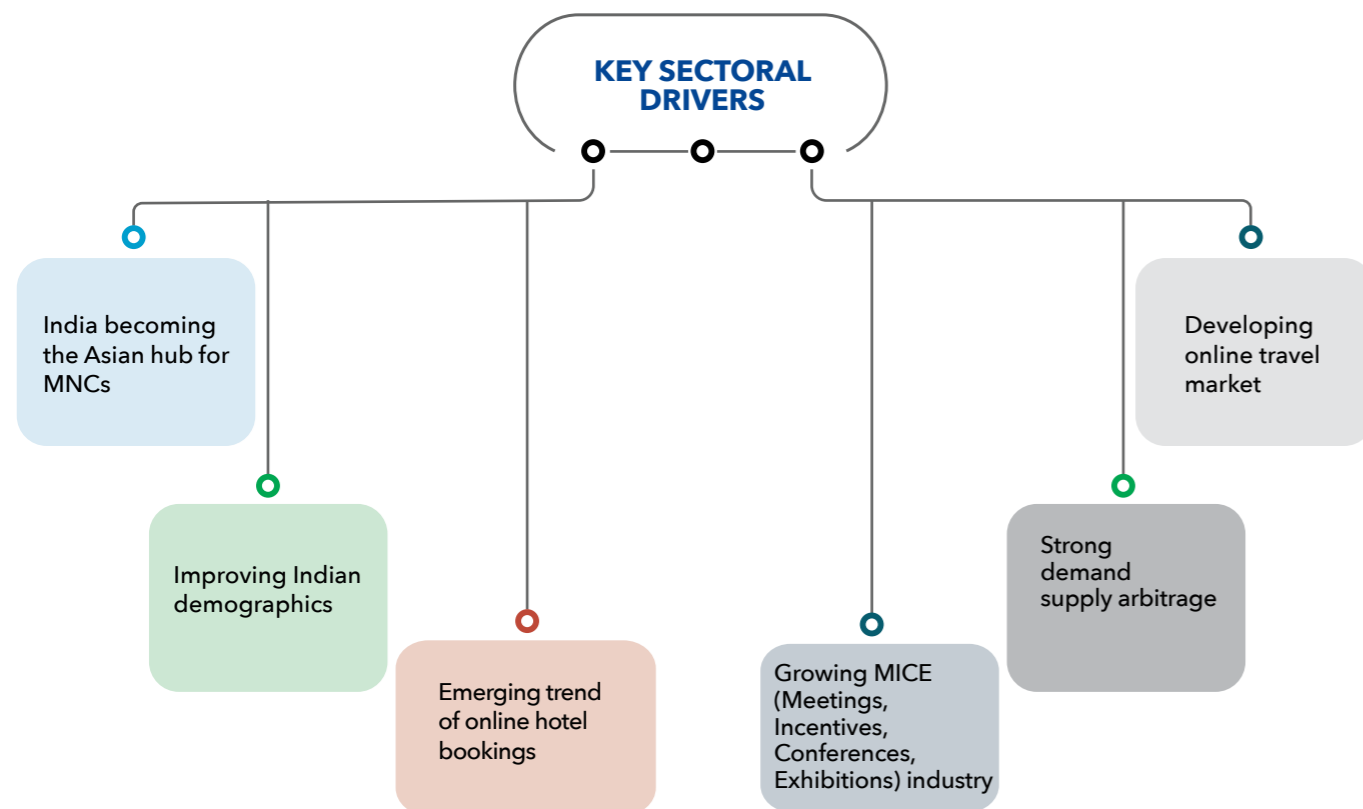 KEY SECTORAL
DRIVERS
India becoming
the Asian hub for
MNCs
Improving Indian
demographics
Emerging trend
of online hotel
bookings
Growing MICE
(Meetings,
Incentives,
Conferences,
Exhibitions) industry
Strong
demand
supply arbitrage
Developing
online travel
market